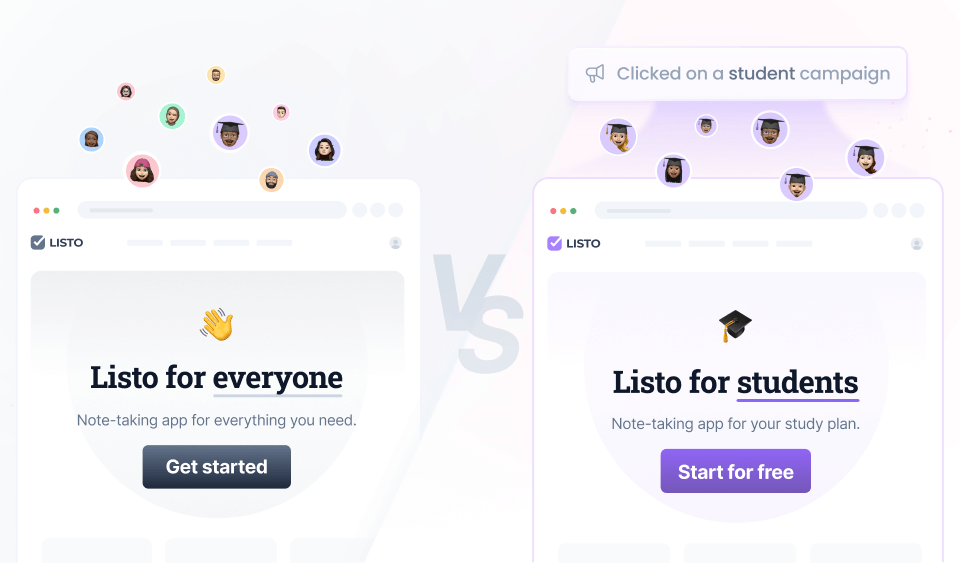 Clicked on a student campaign
LISTO
Listo for everyone
Note-taking app for everything you need.
Get started
VS
LISTO
Listo for students
Note-taking app for your study plan.
Start for free